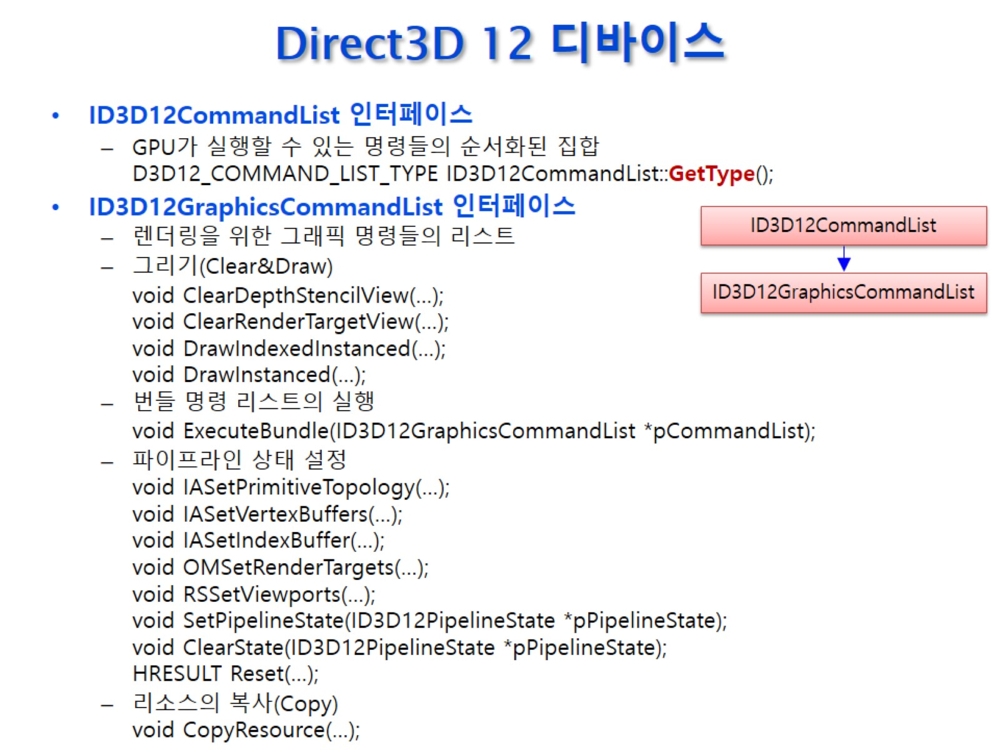 Direct3D 12 디바이스
• ID3D12CommandList 인터페이스
– GPU가 실행할 수 있는 명령들의 순서화된 집합
D3D12_COMMAND_LIST_TYPE ID3D12CommandList::GetType();
• ID3D12GraphicsCommandList 인터페이스
– 렌더링을 위한 그래픽 명령들의 리스트
– 그리기(Clear&Draw)
void ClearDepthStencilView(...);
void ClearRenderTargetView(...);
void DrawIndexedInstanced(...);
void DrawInstanced(...);
– 번들 명령 리스트의 실행
void ExecuteBundle(ID3D12GraphicsCommandList *pCommandList);
– 파이프라인 상태 설정
void IASetPrimitiveTopology(...);
void IASetVertexBuffers(...);
void IASetIndexBuffer(...);
void OMSetRenderTargets(...);
void RSSetViewports(...);
void SetPipelineState(ID3D12PipelineState *pPipelineState);
void ClearState(ID3D12PipelineState *pPipelineState);
HRESULT Reset(...);
– 리소스의 복사(Copy)
void CopyResource(...);
ID3D12CommandList
ID3D12GraphicsCommandList